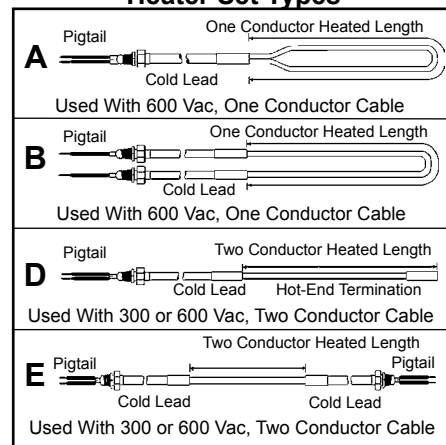 Heater Set Types
One Conductor Heated Length
Pigtail
A
Cold Lead
Used With 600 Vac, One Conductor Cable
Pigtail
One Conductor Heated Length
B
Cold Lead
Used With 600 Vac, One Conductor Cable
Two Conductor Heated Length
Pigtail
D
Cold Lead Hot-End Termination
Used With 300 or 600 Vac, Two Conductor Cable
Two Conductor Heated Length
Pigtail Pigtail
E
Cold Lead Cold Lead
Used With 300 or 600 Vac, Two Conductor Cable